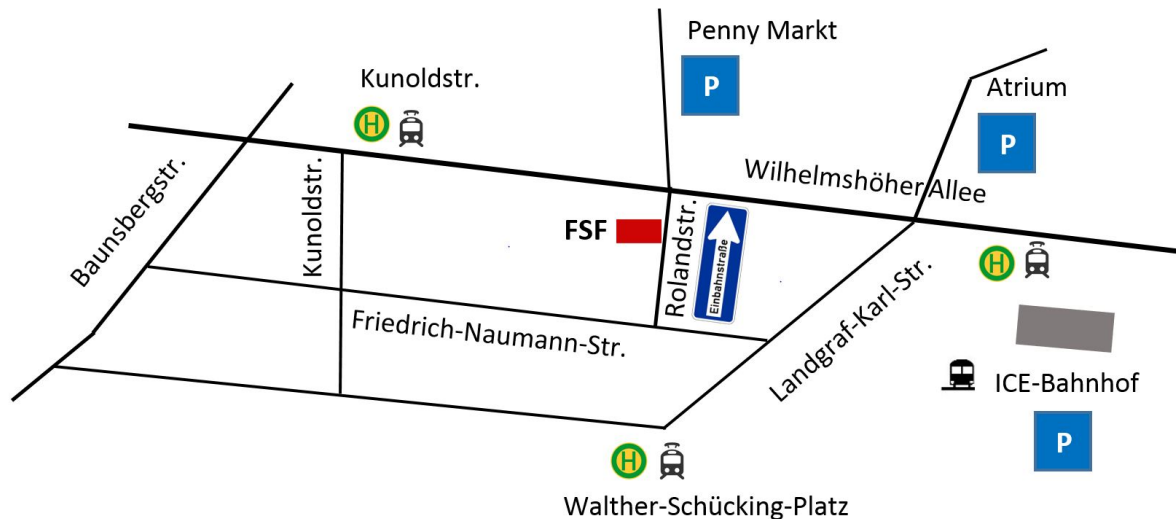 Penny Markt
P
Kunoldstr.
H
Atrium
P
Wilhelmshöher Allee
Baunsbergstr.
Kunoldstr.
FSF
Rolandstr.
Einbahnstraße
H
Friedrich-Naumann-Str.
Landgraf-Karl-Str.
ICE-Bahnhof
P
H
Walther-Schücking-Platz